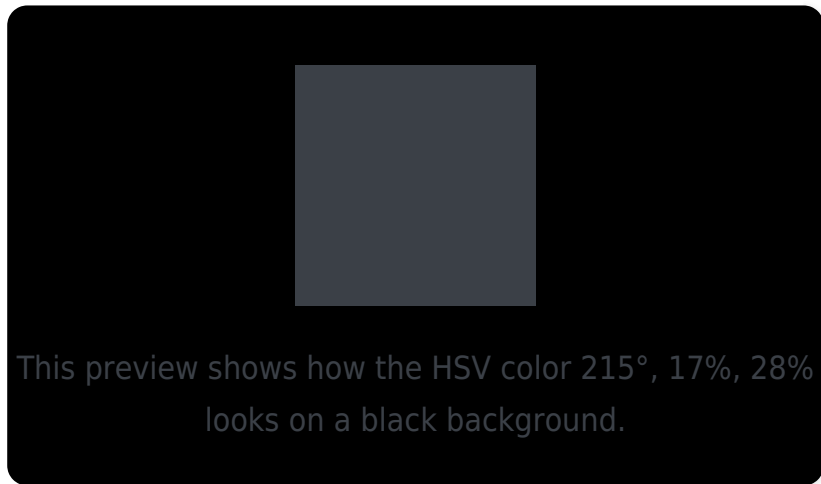 This preview shows how the HSV color 215°, 17%, 28%
looks on a black background.